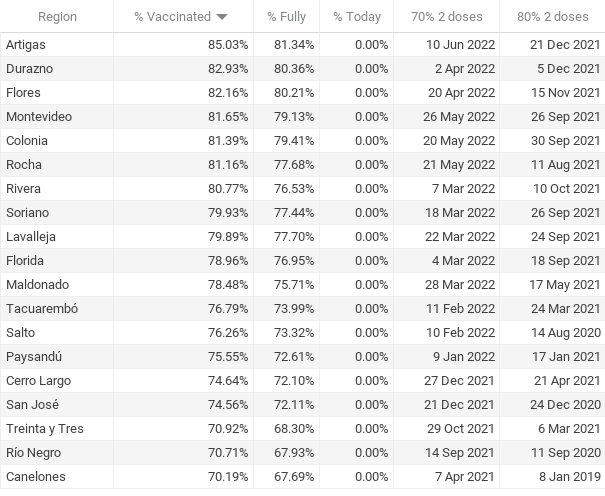 Region % Vaccinated % Fully % Today 70% 2 doses 80% 2 doses
Artigas 85.03% 81.34% 0.00% 10 Jun 2022 21 Dec 2021
Durazno 82.93% 80.36% 0.00% 2 Apr 2022 5 Dec 2021
Flores 82.16% 80.21% 0.00% 20 Apr 2022 15 Nov 2021
Montevideo 81.65% 79.13% 0.00% 26 May 2022 26 Sep 2021
Colonia 81.39% 79.41% 0.00% 20 May 2022 30 Sep 2021
Rocha 81.16% 77.68% 0.00% 21 May 2022 11 Aug 2021
Rivera 80.77% 76.53% 0.00% 7 Mar 2022 10 Oct 2021
Soriano 79.93% 77.44% 0.00% 18 Mar 2022 26 Sep 2021
Lavalleja 79.89% 77.70% 0.00% 22 Mar 2022 24 Sep 2021
Florida 78.96% 76.95% 0.00% 4 Mar 2022 18 Sep 2021
Maldonado 78.48% 75.71% 0.00% 28 Mar 2022 17 May 2021
Tacuarembó 76.79% 73.99% 0.00% 11 Feb 2022 24 Mar 2021
Salto 76.26% 73.32% 0.00% 10 Feb 2022 14 Aug 2020
Paysandú 75.55% 72.61% 0.00% 9 Jan 2022 17 Jan 2021
Cerro Largo 74.64% 72.10% 0.00% 27 Dec 2021 21 Apr 2021
San José 74.56% 72.11% 0.00% 21 Dec 2021 24 Dec 2020
Treinta y Tres 70.92% 68.30% 0.00% 29 Oct 2021 6 Mar 2021
Río Negro 70.71% 67.93% 0.00% 14 Sep 2021 11 Sep 2020
Canelones 70.19% 67.69% 0.00% 7 Apr 2021 8 Jan 2019